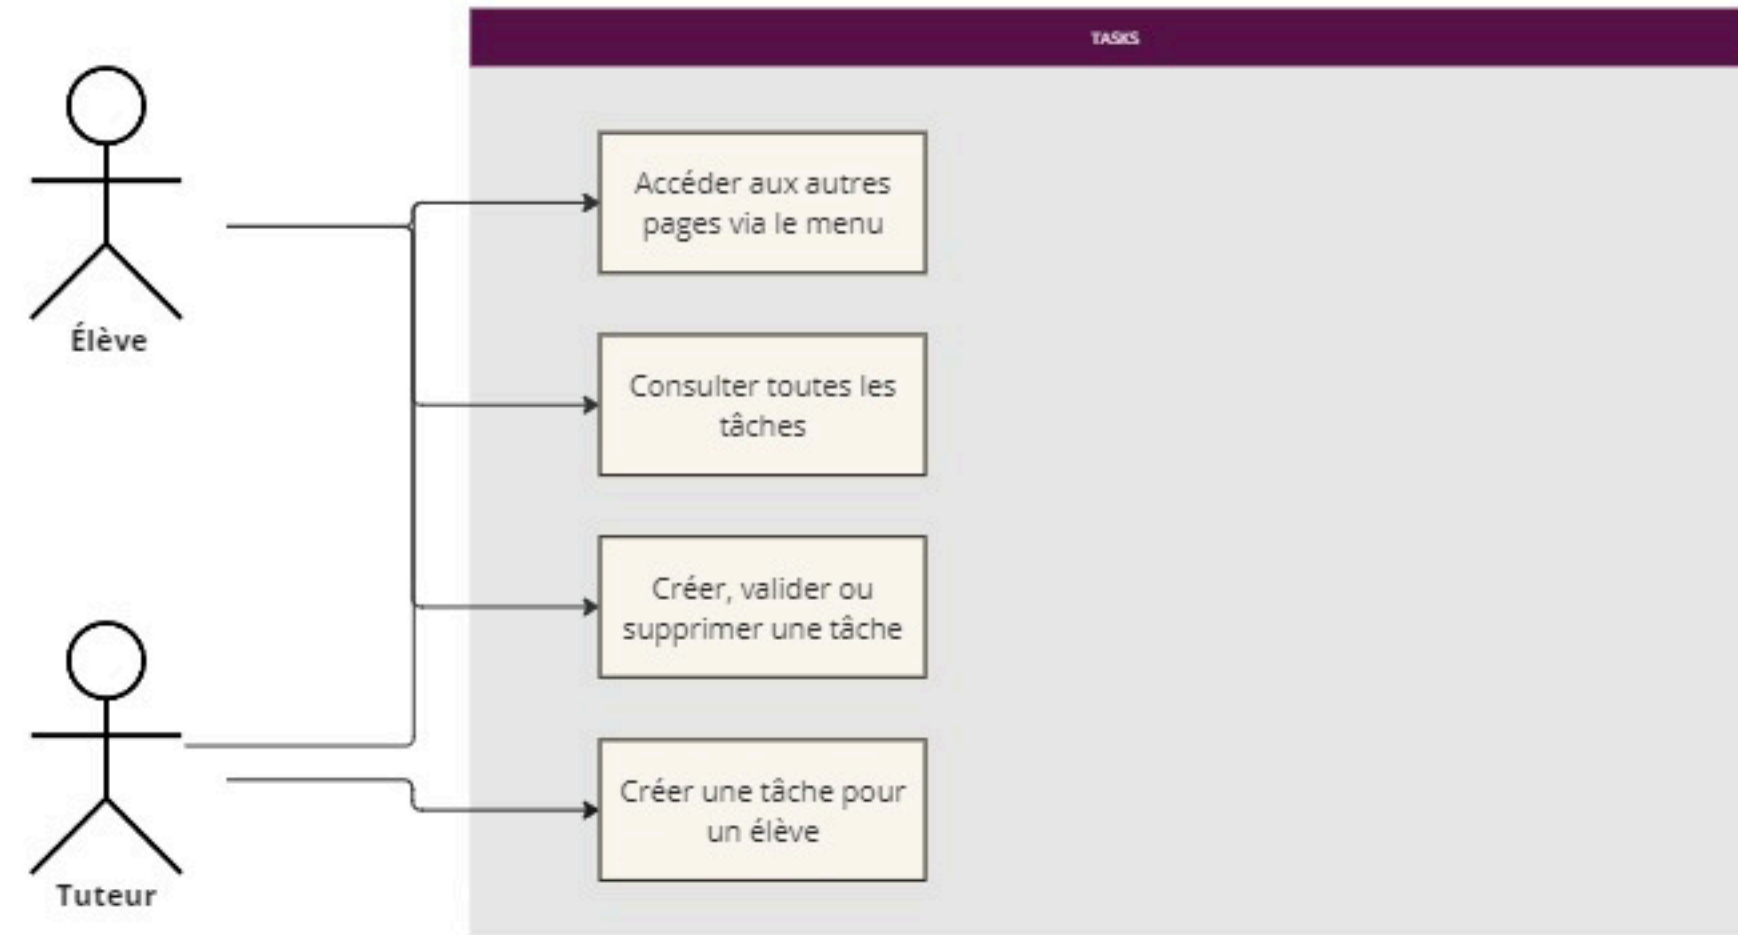 TASKS
Accéder aux autres
pages via le menu
Élève
Consulter toutes les
tâches
Créer, valider ou
supprimer une tâche
Créer une tâche pour
un élève
Tuteur